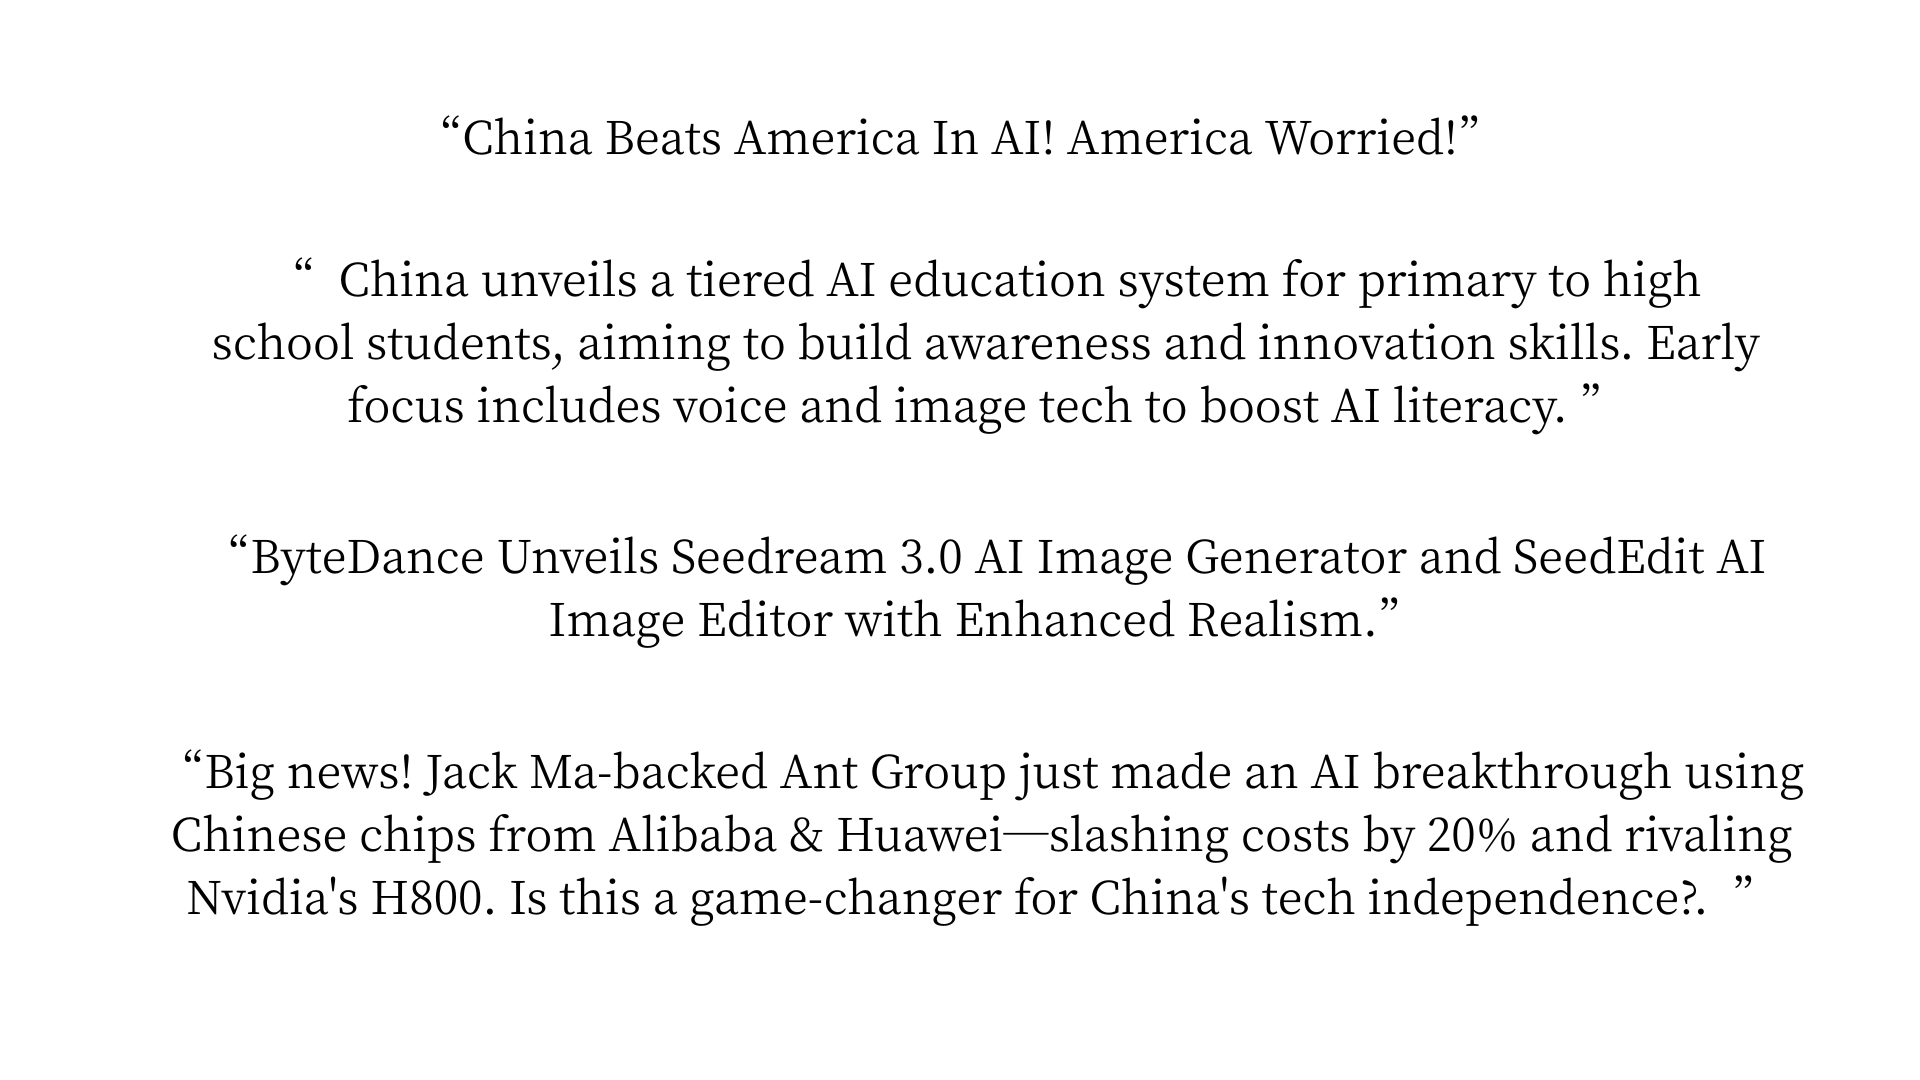 “China Beats America In AI! America Worried!”
“  China unveils a tiered AI education system for primary to high
school students, aiming to build awareness and innovation skills. Early
focus includes voice and image tech to boost AI literacy. ”
“ByteDance Unveils Seedream 3.0 AI Image Generator and SeedEdit AI
Image Editor with Enhanced Realism.”
“Big news! Jack Ma-backed Ant Group just made an AI breakthrough using
Chinese chips from Alibaba & Huawei—slashing costs by 20% and rivaling
Nvidia's H800. Is this a game-changer for China's tech independence?.  ”